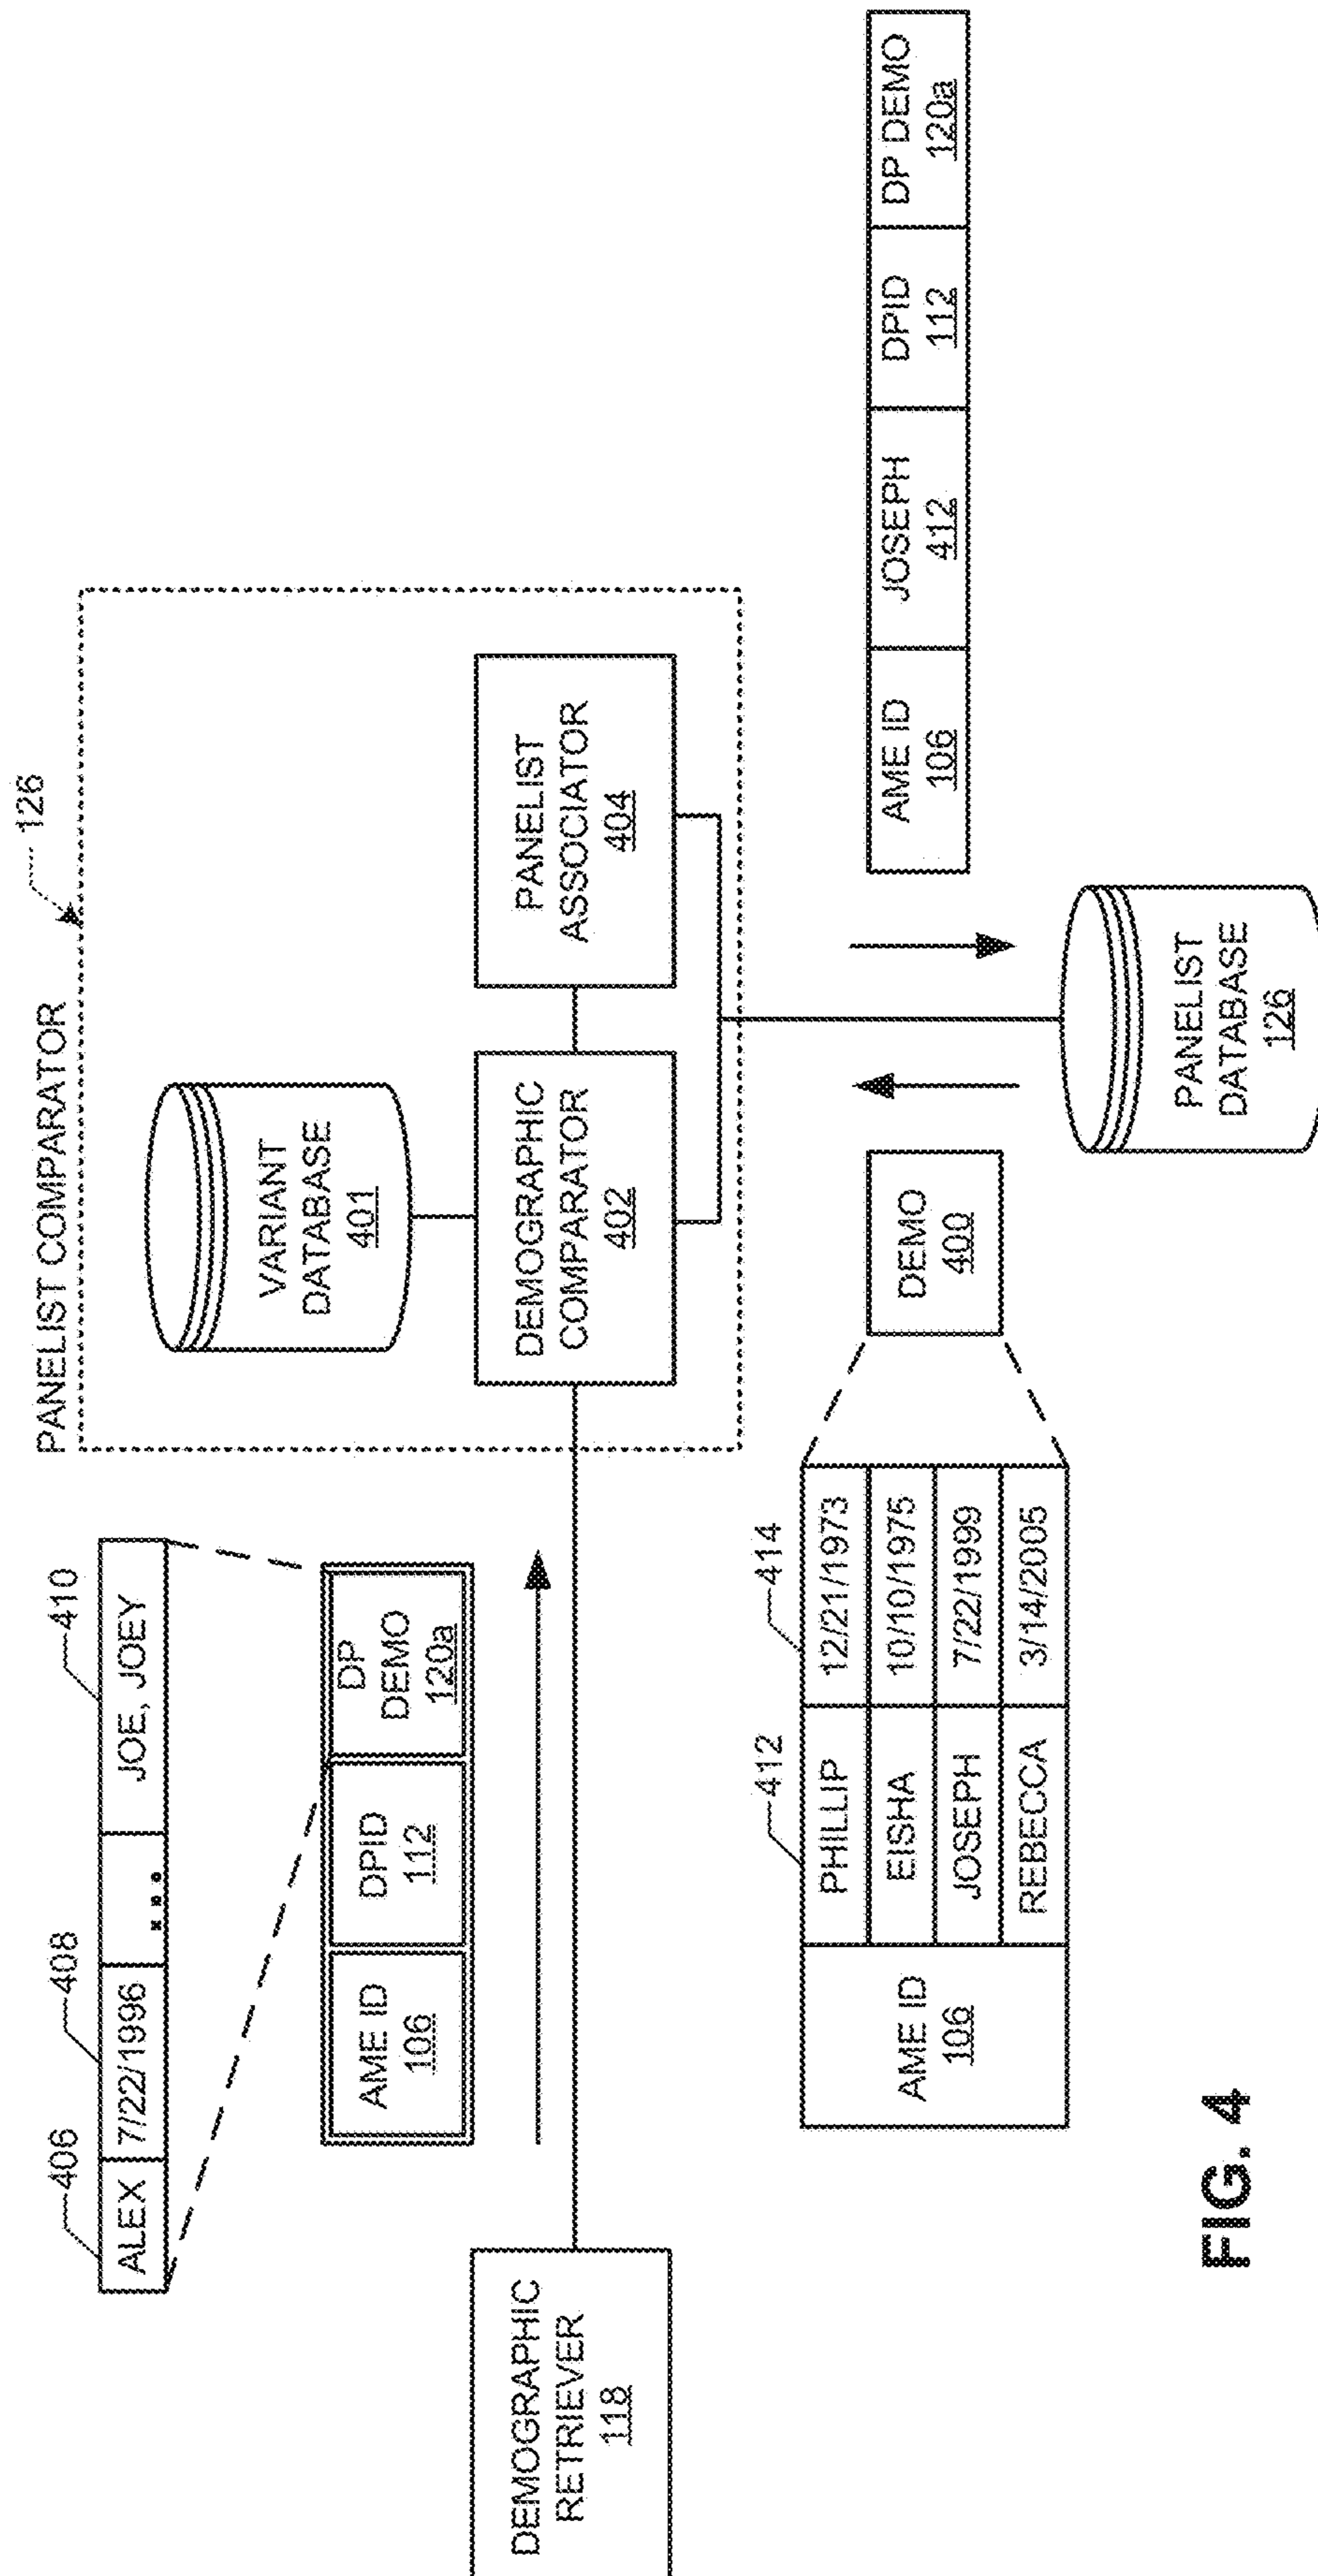 PANELIST COMPARATOR
126
406
408
410
ALEX 7/22/1996 ... JOE, JOEY
AME ID
106
DPID
112
DP
DEMO
120a
VARIANT
DATABASE
401
DEMOGRAPHIC
RETRIEVER
118
DEMOGRAPHIC
COMPARATOR
402
PANELIST
ASSOCIATOR
404
412
414
AME ID
106
PHILLIP 12/21/1973
EISHA 10/10/1975
JOSEPH 7/22/1999
REBECCA 3/14/2005
DEMO
400
AME ID
106
JOSEPH
412
DPID
112
DP DEMO
120a
PANELIST
DATABASE
126
FIG. 4